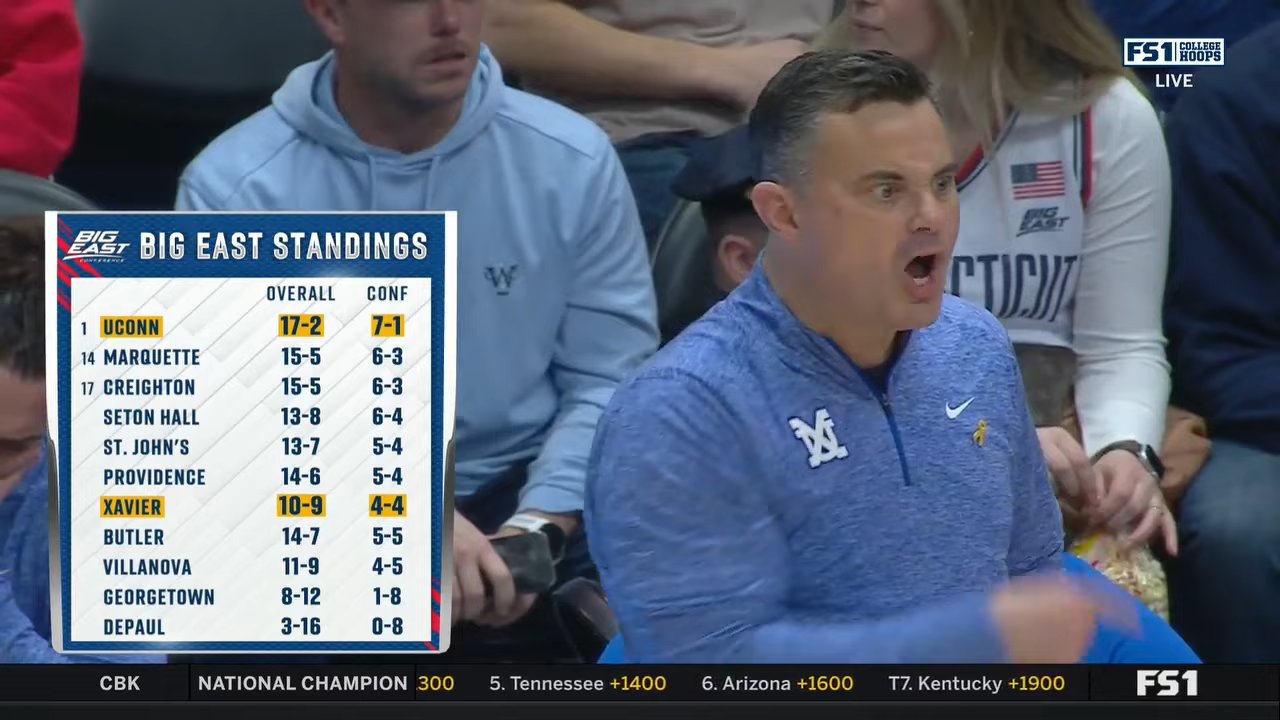 FS1 COLLEGE HOOPS
LIVE
BIG EAST CONFERENCE BIG EAST STANDINGS
OVERALL CONF
1 UCONN 17-2 7-1
14 MARQUETTE 15-5 6-3
17 CREIGHTON 15-5 6-3
SETON HALL 13-8 6-4
ST. JOHN'S 13-7 5-4
PROVIDENCE 14-6 5-4
XAVIER 10-9 4-4
BUTLER 14-7 5-5
VILLANOVA 11-9 4-5
GEORGETOWN 8-12 1-8
DEPAUL 3-16 0-8
W
BIG EAST
CTICUT
CBK NATIONAL CHAMPION 300 5. Tennessee +1400 6. Arizona +1600 T7. Kentucky +1900 FS1